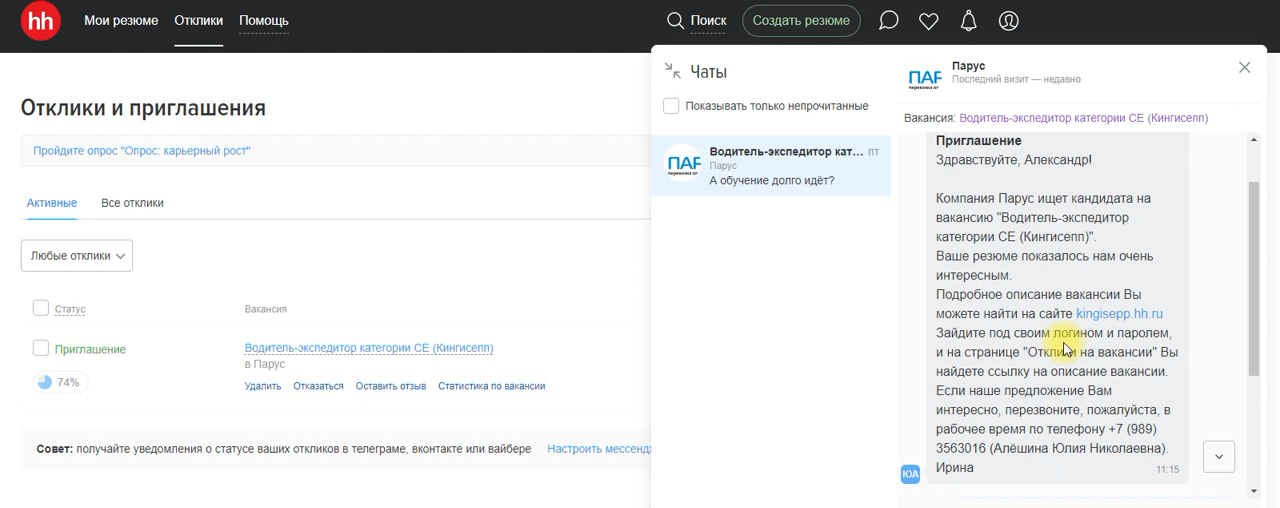 hh
Мои резюме
Отклики
Помощь
Поиск
Создать резюме
Отклики и приглашения
Пройдите опрос "Опрос: карьерный рост"
Активные
Все отклики
Любые отклики
Статус
Вакансия
Приглашение
Водитель-экспедитор категории СЕ (Кингисепп)
в Парус
74%
Удалить
Отказаться
Оставить отзыв
Статистика по вакансии
Совет: получайте уведомления о статусе ваших откликов в телеграме, вконтакте или вайбере
Настроить мессенд
Чаты
Показывать только непрочитанные
ПАР
Водитель-экспедитор кат...
пт
Парус
А обучение долго идёт?
ПАР
Парус
Последний визит — недавно
Вакансия: Водитель-экспедитор категории СЕ (Кингисепп)
Приглашение
Здравствуйте, Александр!
Компания Парус ищет кандидата на
вакансию "Водитель-экспедитор
категории СЕ (Кингисепп)".
Ваше резюме показалось нам очень
интересным.
Подробное описание вакансии Вы
можете найти на сайте kingisepp.hh.ru
Зайдите под своим логином и паролем,
и на странице "Отклики на вакансии" Вы
найдете ссылку на описание вакансии.
Если наше предложение Вам
интересно, перезвоните, пожалуйста, в
рабочее время по телефону +7 (989)
3563016 (Алёшина Юлия Николаевна).
Ирина
11:15
ЮА